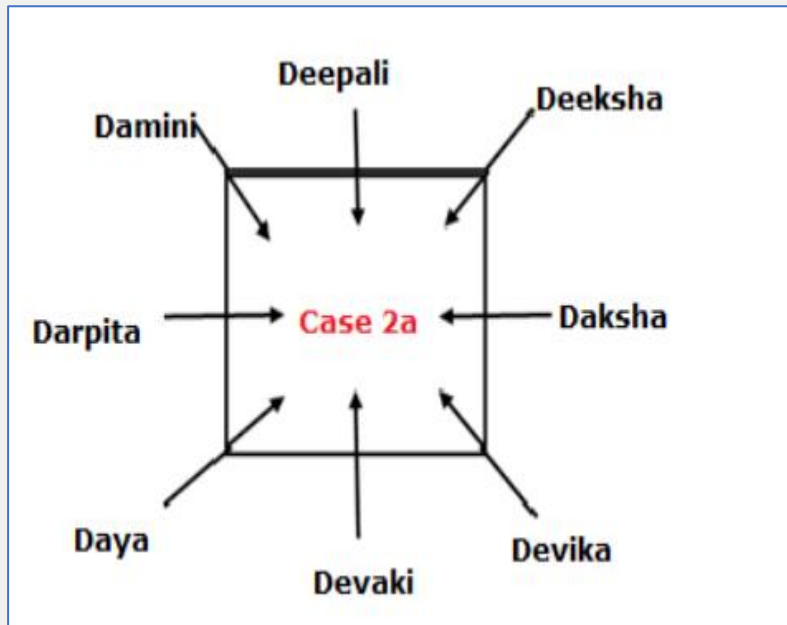 Deepali
Deeksha
Damini
Darpita
Case 2a
Daksha
Daya
Devika
Devaki